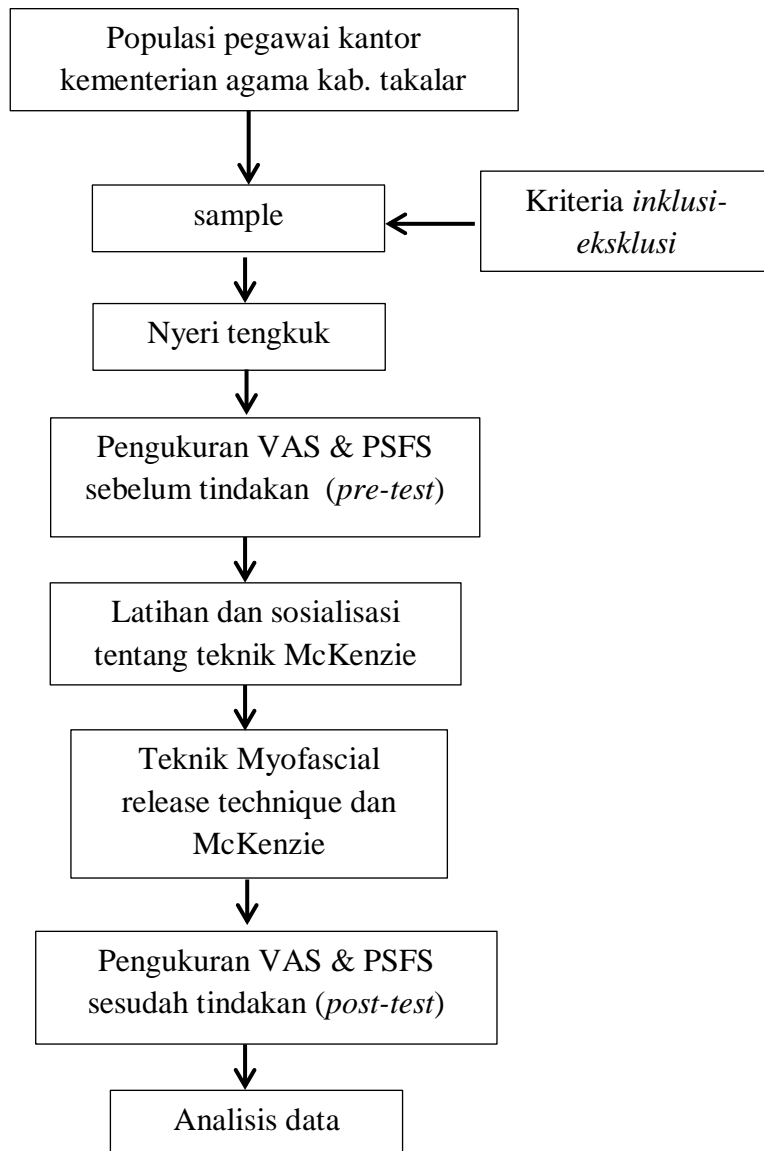 Populasi pegawai kantor
kementerian agama kab. takalar
sample
Kriteria inklusi-
eksklusi
Nyeri tengkuk
Pengukuran VAS & PSFS
sebelum tindakan (pre-test)
Latihan dan sosialisasi
tentang teknik McKenzie
Teknik Myofascial
release technique dan
McKenzie
Pengukuran VAS & PSFS
sesudah tindakan (post-test)
Analisis data